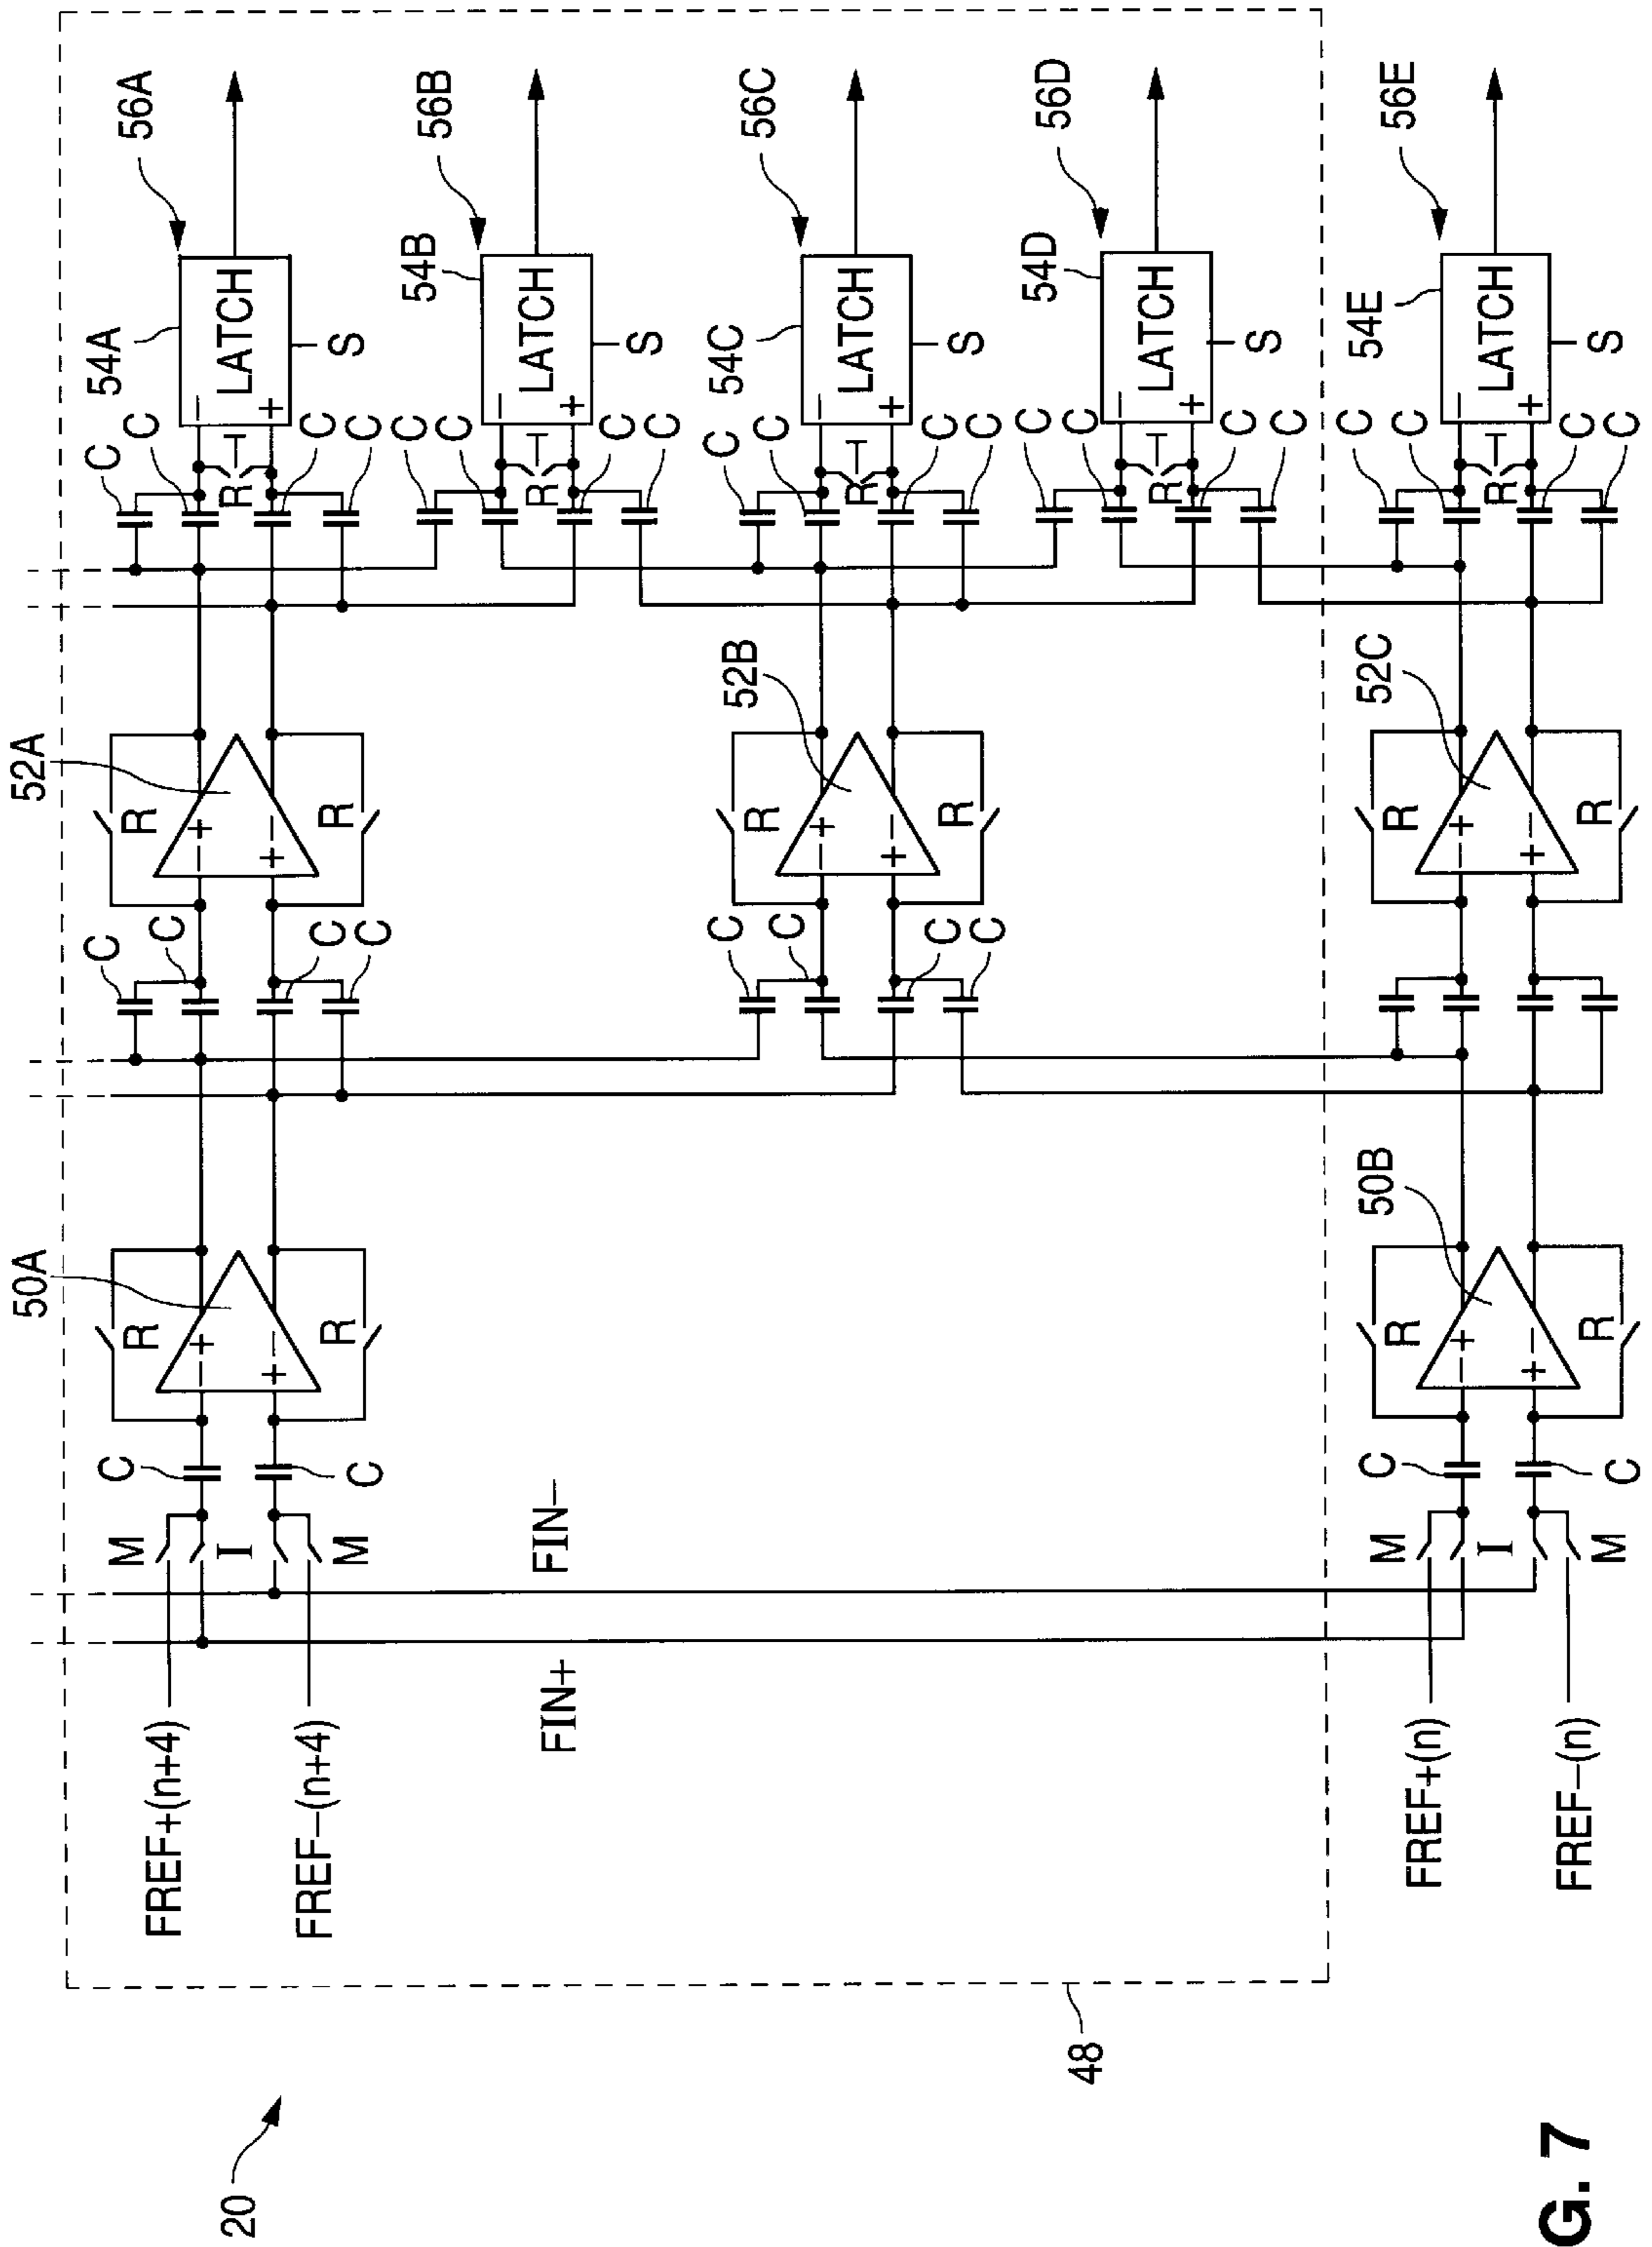 56A
56B
56C
56D
56E
54A
54B
54C
54D
54E
LATCH
LATCH
LATCH
LATCH
LATCH
− +
− +
− +
− +
− +
S
S
S
S
S
C C C C
C C C C
C C C C
C C C C
C C C C
R
R
R
R
R
52A
52B
52C
R + − − + R
R + − − + R
R + − − + R
C C C C
C C C C
50A
50B
R + − − + R
R + − − + R
C C
C C
M I M
M I M
FIN−
FIN+
FREF+(n+4)
FREF−(n+4)
FREF+(n)
FREF−(n)
48
20
G. 7